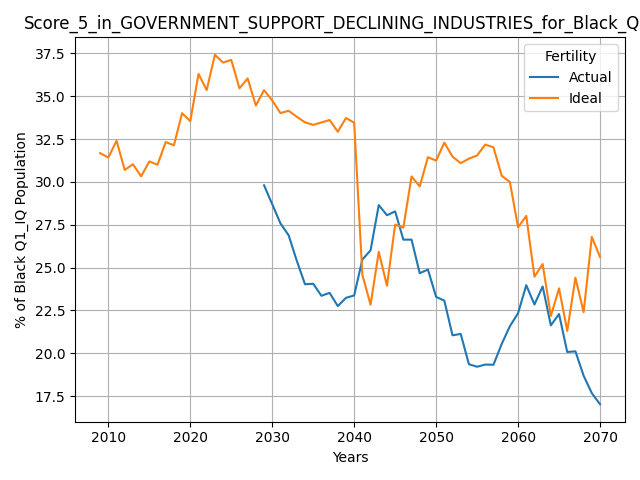 Score_5_in_GOVERNMENT_SUPPORT_DECLINING_INDUSTRIES_for_Black_Q
Fertility
Actual
Ideal
37.5
35.0
32.5
30.0
27.5
25.0
22.5
20.0
17.5
% of Black Q1_IQ Population
2010 2020 2030 2040 2050 2060 2070
Years